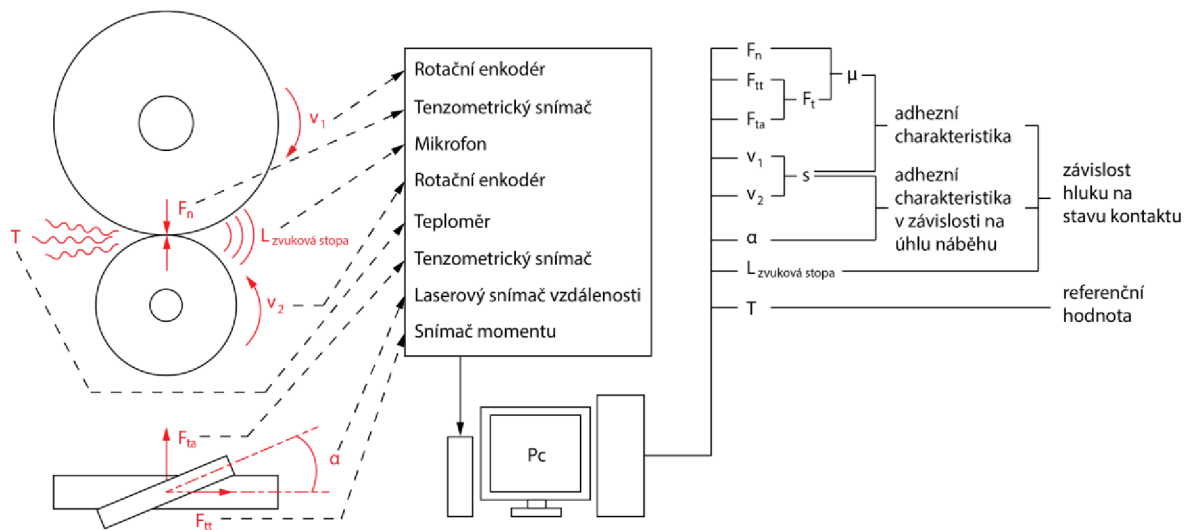 v1
Fn
T
L zvuková stopa
v2
Fta
α
Ftt
Rotační enkodér
Tenzometrický snímač
Mikrofon
Rotační enkodér
Teploměr
Tenzometrický snímač
Laserový snímač vzdálenosti
Snímač momentu
Pc
Fn
Ftt
Fta
v1
v2
α
L zvuková stopa
T
μ
Ft
s
adhezní
charakteristika
adhezní
charakteristika
v závislosti na
úhlu náběhu
závislost
hluku na
stavu kontaktu
referenční
hodnota